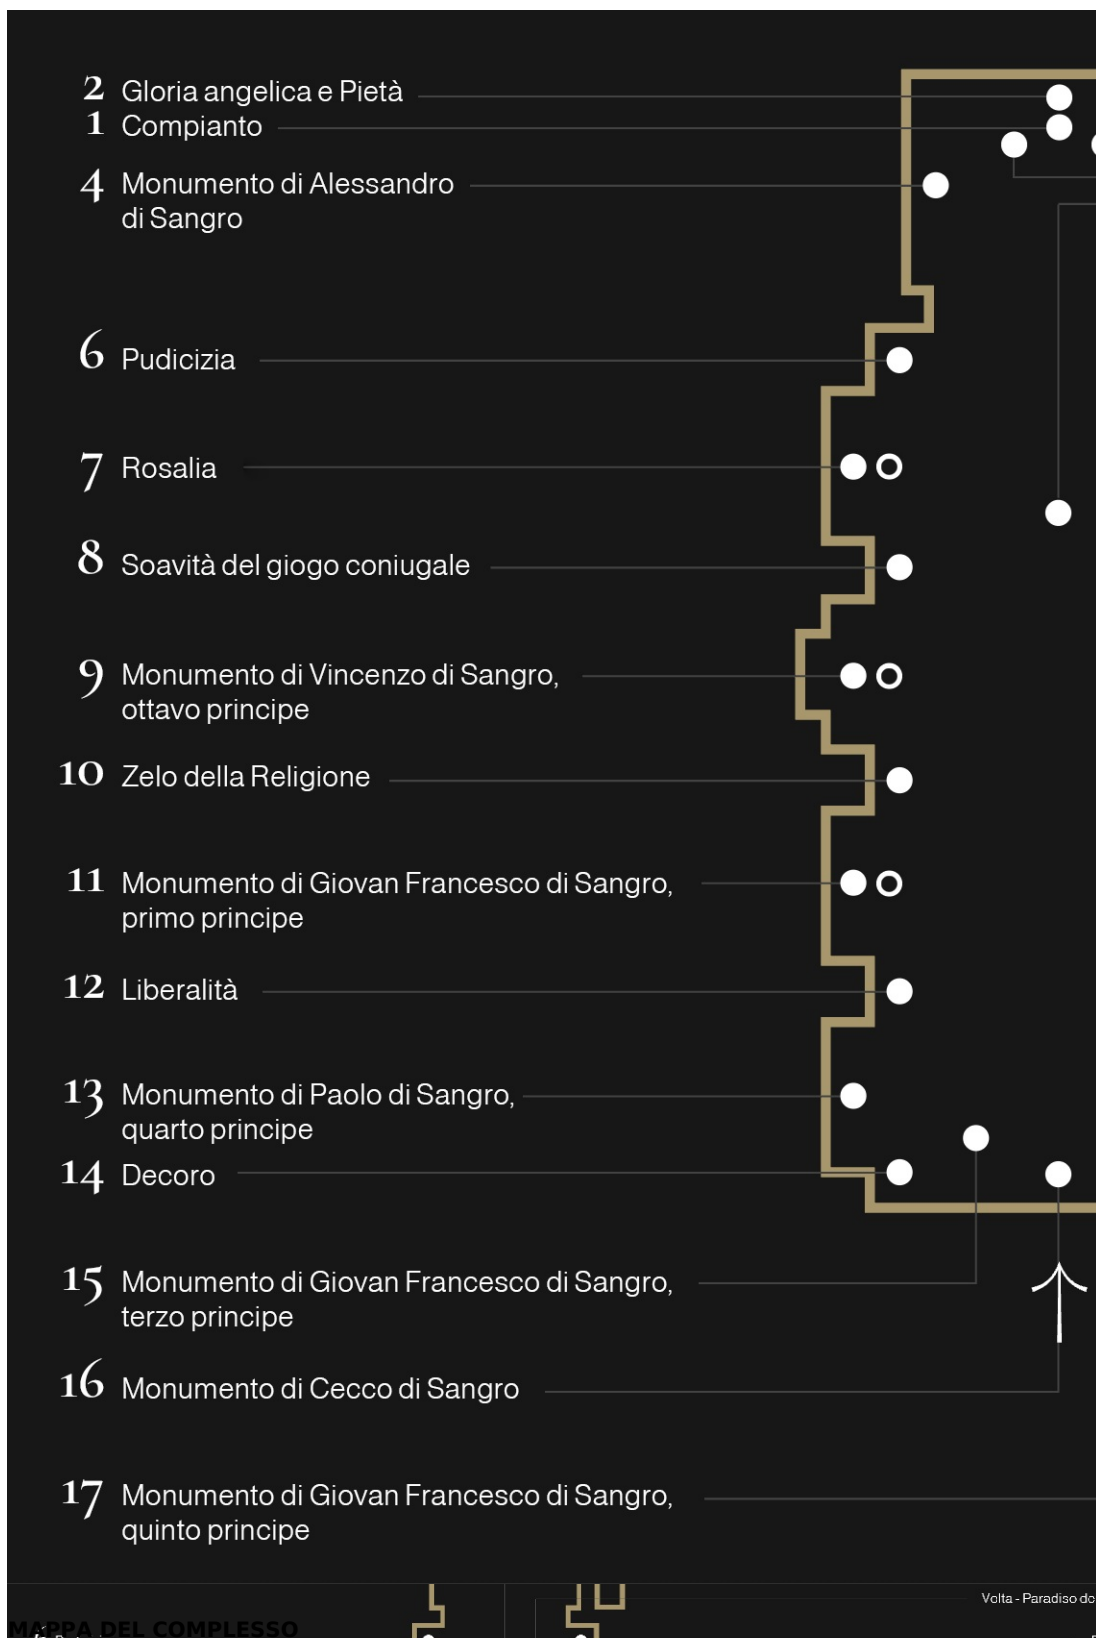 2 Gloria angelica e Pietà
1 Compianto
4 Monumento di Alessandro
di Sangro
6 Pudicizia
7 Rosalia
8 Soavità del giogo coniugale
9 Monumento di Vincenzo di Sangro,
ottavo principe
10 Zelo della Religione
11 Monumento di Giovan Francesco di Sangro,
primo principe
12 Liberalità
13 Monumento di Paolo di Sangro,
quarto principe
14 Decoro
15 Monumento di Giovan Francesco di Sangro,
terzo principe
16 Monumento di Cecco di Sangro
17 Monumento di Giovan Francesco di Sangro,
quinto principe
Volta - Paradiso de
MAPPA DEL COMPLESSO